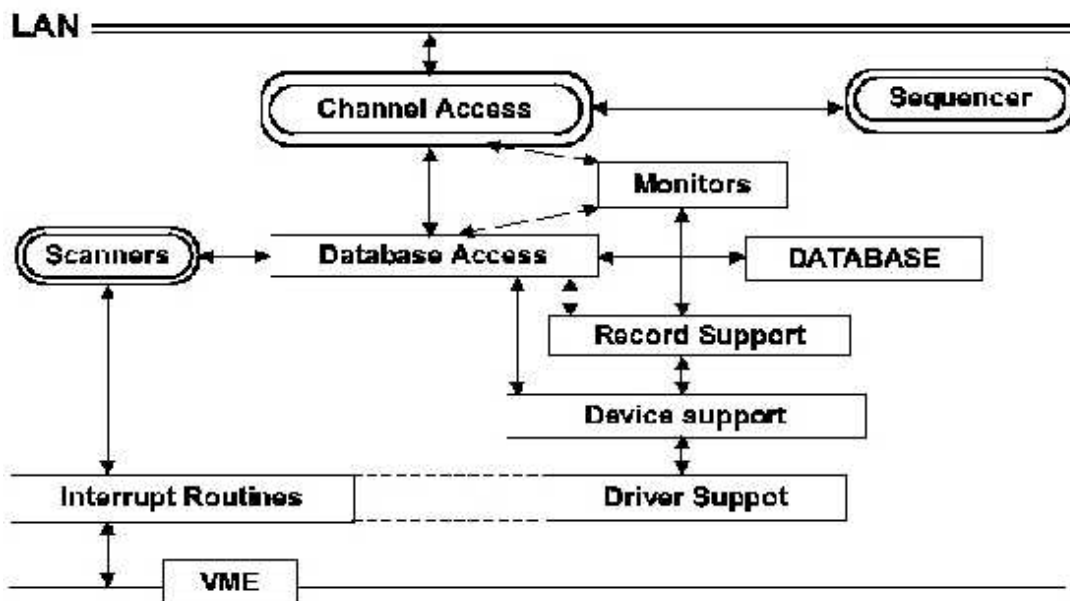 LAN
Channel Access
Sequencer
Monitors
Scanners
Database Access
DATABASE
Record Support
Device support
Interrupt Routines
Driver Suppot
VME